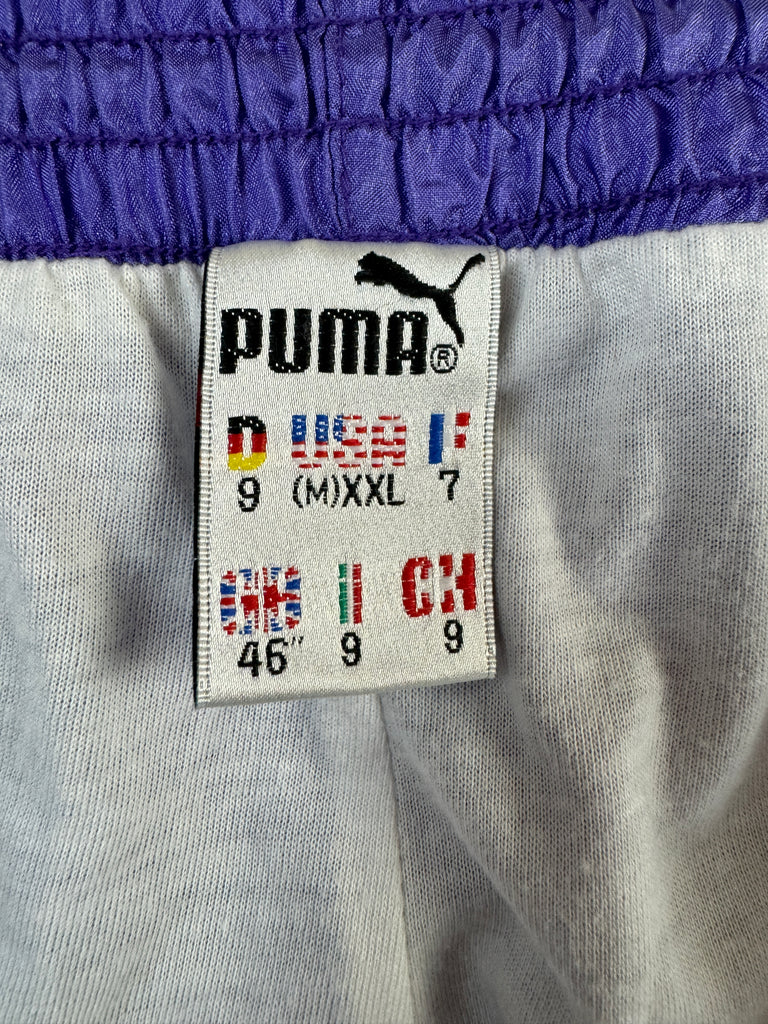 PUMA®
D USA F
9 (M)XXL 7
GB I CH
46" 9 9